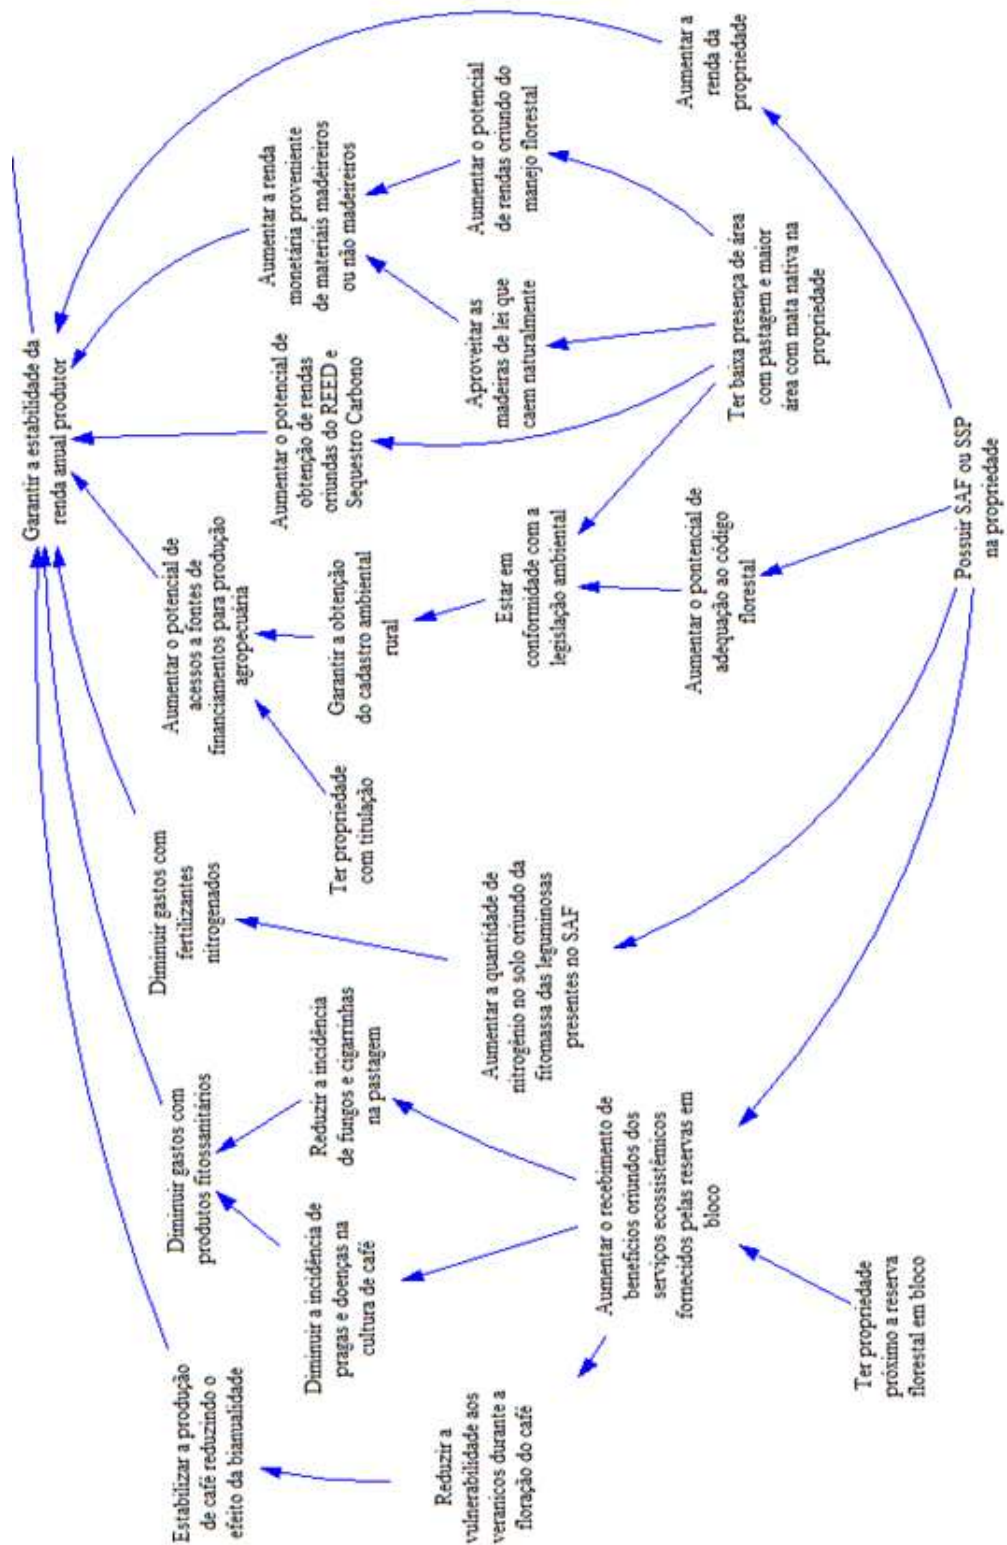 Garantir a estabilidade da
renda anual produtor
Estabilizar a produção
de café reduzindo o
efeito da bianualidade
Diminuir gastos com
produtos fitossanitários
Diminuir gastos com
fertilizantes
nitrogenados
Aumentar o potencial de
acessos a fontes de
financiamentos para produção
agropecuária
Aumentar o potencial de
obtenção de rendas
oriundas do REED e
Sequestro Carbono
Aumentar a renda
monetária proveniente
de materiais madeireiros
ou não madeireiros
Diminuir a incidência de
pragas e doenças na
cultura de café
Reduzir a incidência
de fungos e cigarrinhas
na pastagem
Ter propriedade
com titulação
Garantir a obtenção
do cadastro ambiental
rural
Aproveitar as
madeiras de lei que
caem naturalmente
Aumentar o potencial
de rendas oriundo do
manejo florestal
Reduzir a
vulnerabilidade aos
veranicos durante a
floração do café
Aumentar a quantidade de
nitrogênio no solo oriundo da
fitomassa das leguminosas
presentes no SAF
Estar em
conformidade com a
legislação ambiental
Aumentar o recebimento de
benefícios oriundos dos
serviços ecossistêmicos
fornecidos pelas reservas em
bloco
Aumentar o pontencial de
adequação ao código
florestal
Ter baixa presença de área
com pastagem e maior
área com mata nativa na
propriedade
Aumentar a
renda da
propriedade
Ter propriedade
próximo a reserva
florestal em bloco
Possuir SAF ou SSP
na propriedade